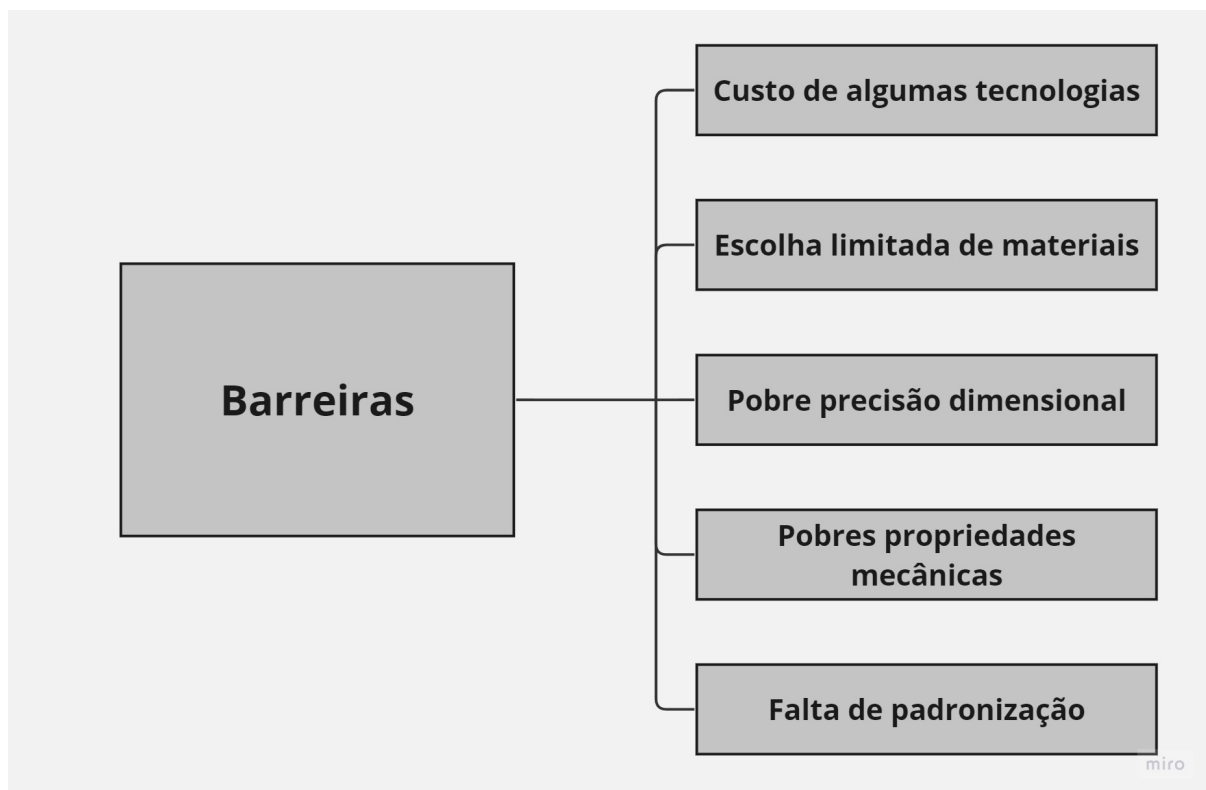 Custo de algumas tecnologias
Escolha limitada de materiais
Barreiras
Pobre precisão dimensional
Pobres propriedades
mecânicas
Falta de padronização
miro